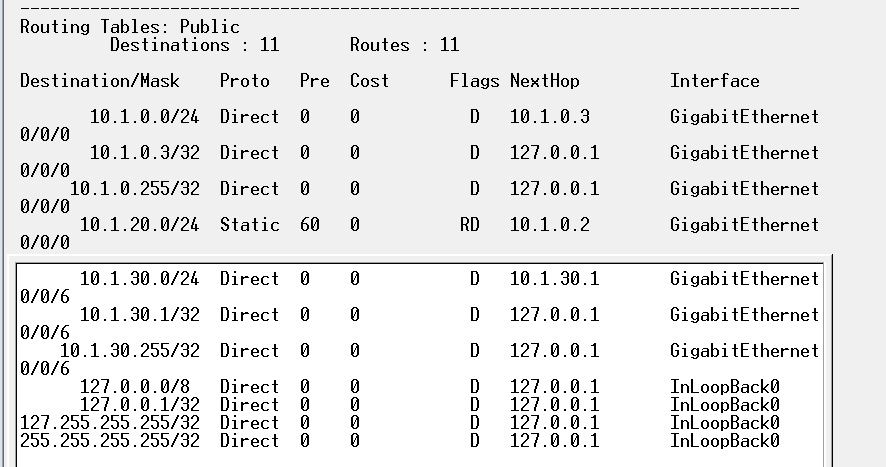 ------------------------------------------------------------------------------
Routing Tables: Public
         Destinations : 11       Routes : 11

Destination/Mask    Proto  Pre  Cost      Flags NextHop         Interface

       10.1.0.0/24  Direct  0    0           D   10.1.0.3        GigabitEthernet
0/0/0
       10.1.0.3/32  Direct  0    0           D   127.0.0.1       GigabitEthernet
0/0/0
     10.1.0.255/32  Direct  0    0           D   127.0.0.1       GigabitEthernet
0/0/0
      10.1.20.0/24  Static  60   0          RD   10.1.0.2        GigabitEthernet
0/0/0
      10.1.30.0/24  Direct  0    0           D   10.1.30.1       GigabitEthernet
0/0/6
      10.1.30.1/32  Direct  0    0           D   127.0.0.1       GigabitEthernet
0/0/6
    10.1.30.255/32  Direct  0    0           D   127.0.0.1       GigabitEthernet
0/0/6
      127.0.0.0/8   Direct  0    0           D   127.0.0.1       InLoopBack0
      127.0.0.1/32  Direct  0    0           D   127.0.0.1       InLoopBack0
127.255.255.255/32  Direct  0    0           D   127.0.0.1       InLoopBack0
255.255.255.255/32  Direct  0    0           D   127.0.0.1       InLoopBack0